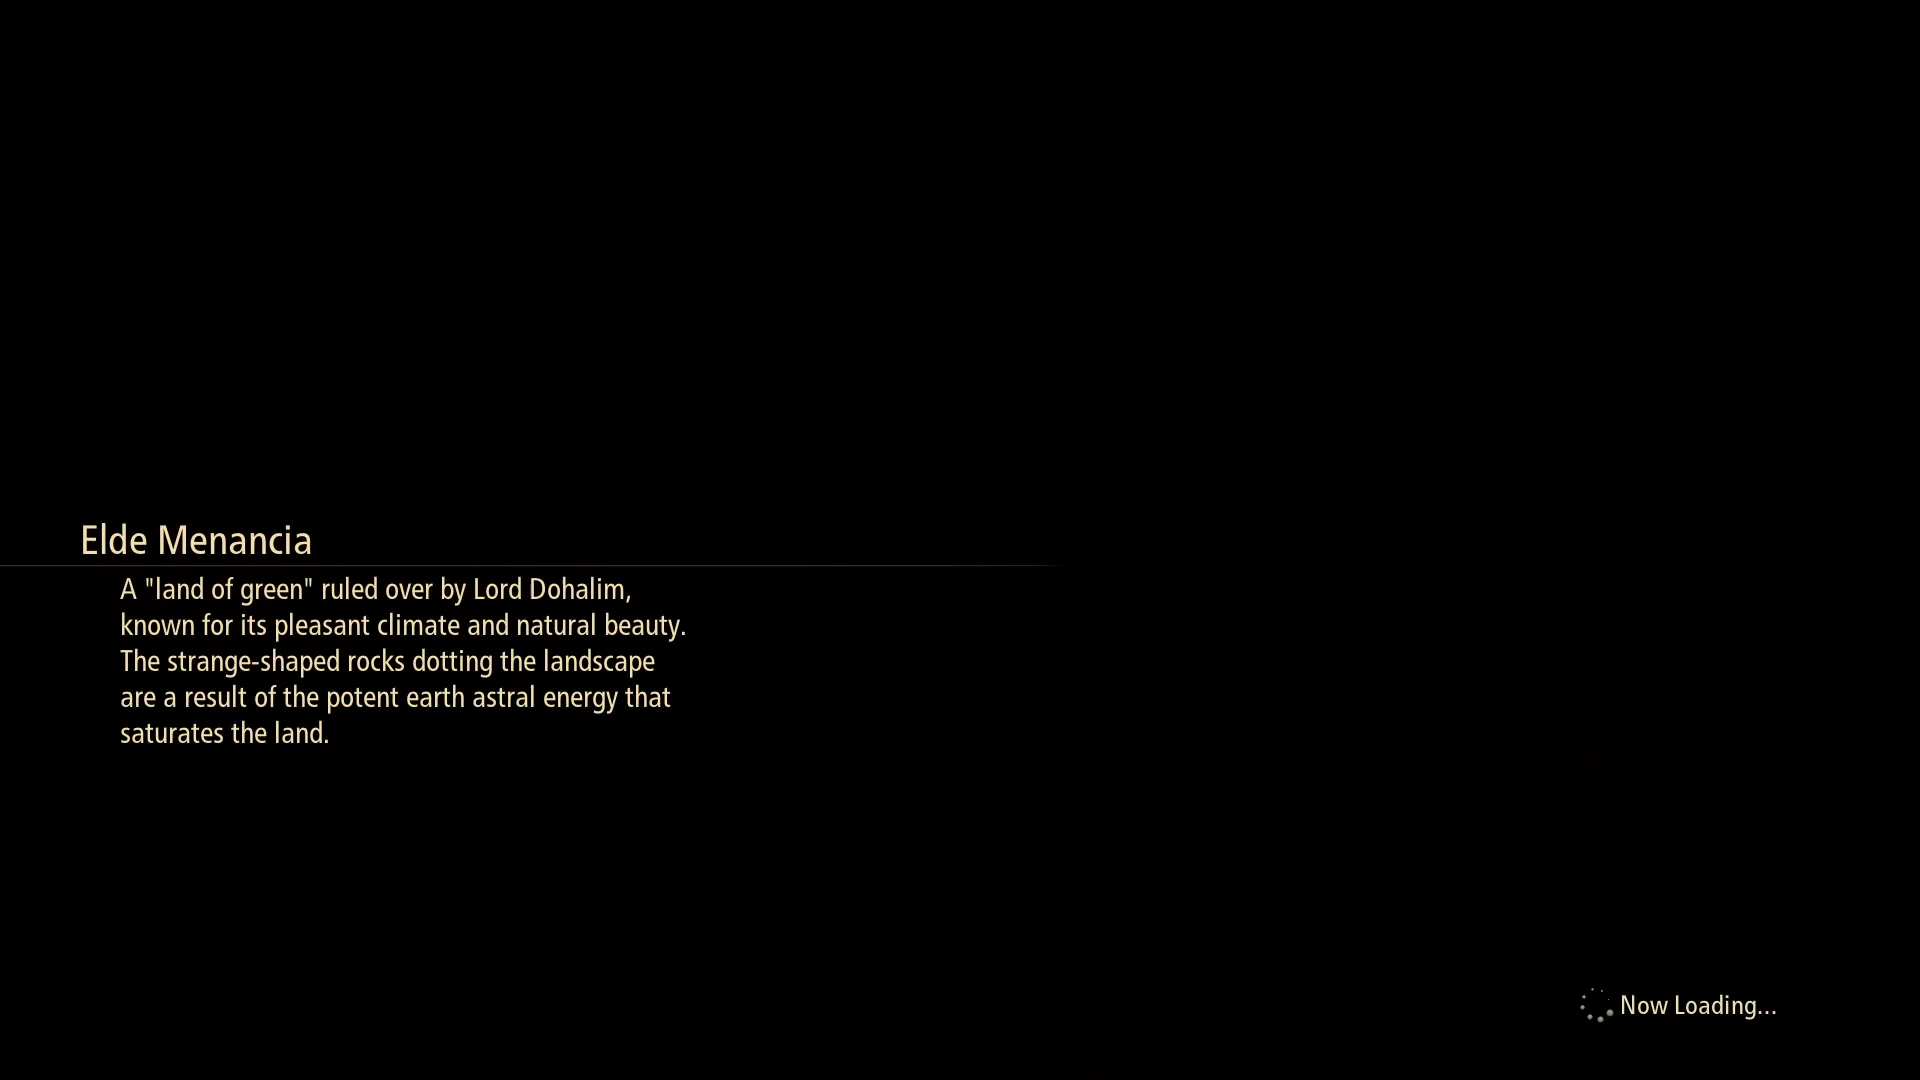 Elde Menancia
A "land of green" ruled over by Lord Dohalim,
known for its pleasant climate and natural beauty.
The strange-shaped rocks dotting the landscape
are a result of the potent earth astral energy that
saturates the land.
Now Loading...